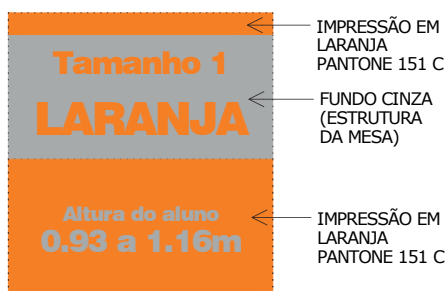 Tamanho 1
LARANJA
Altura do aluno
0.93 a 1.16m
IMPRESSÃO EM
LARANJA
PANTONE 151 C
FUNDO CINZA
(ESTRUTURA
DA MESA)
IMPRESSÃO EM
LARANJA
PANTONE 151 C